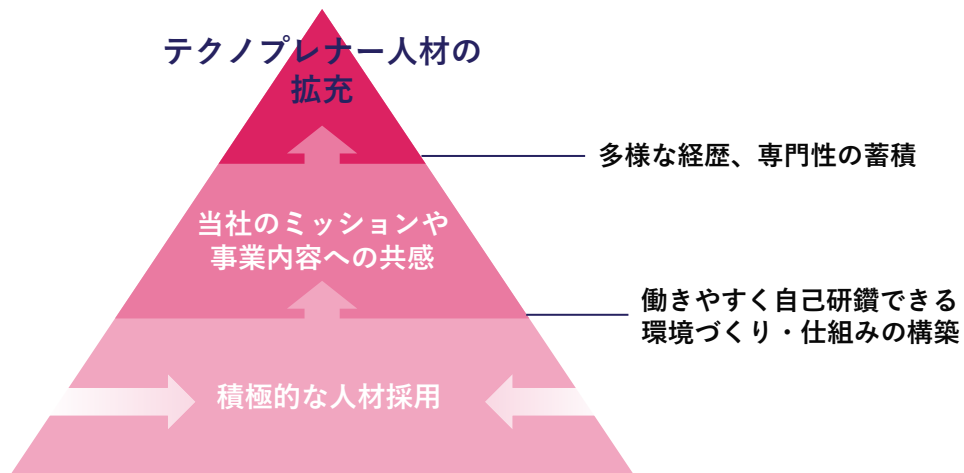 テクノプレナー人材の
拡充
多様な経歴、専門性の蓄積
当社のミッションや
事業内容への共感
働きやすく自己研鑽できる
環境づくり・仕組みの構築
積極的な人材採用